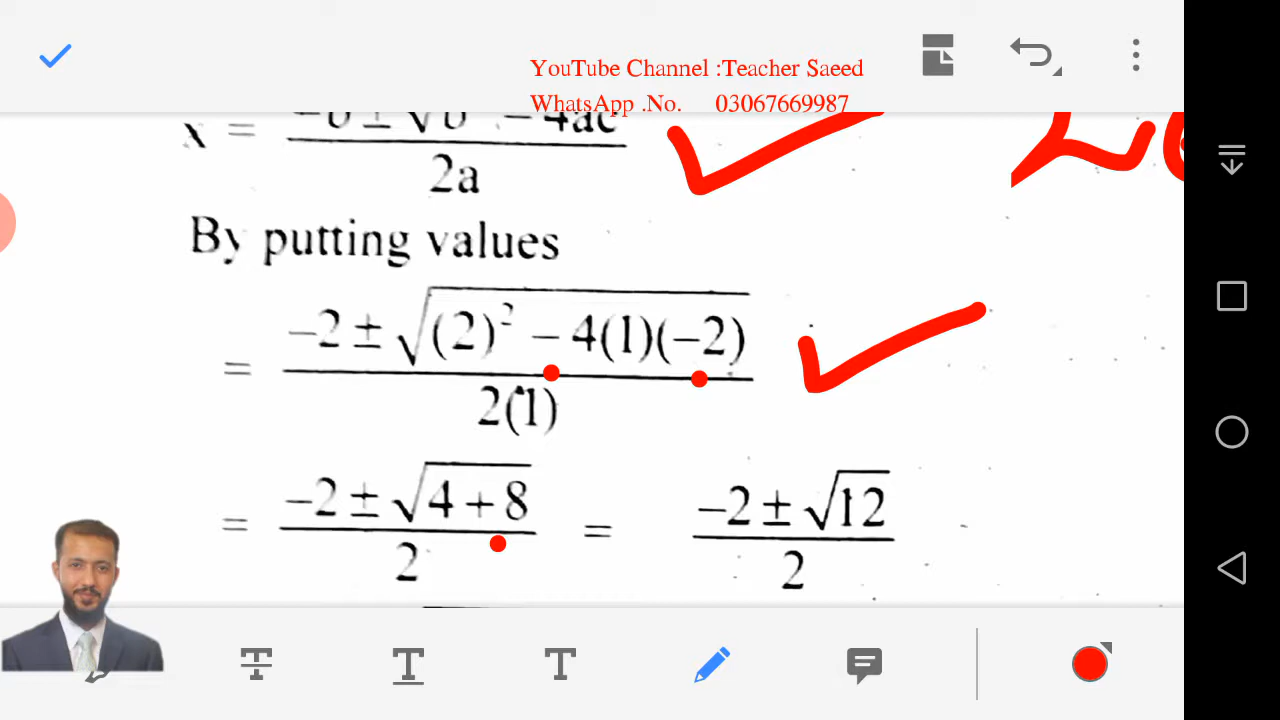 YouTube Channel :Teacher Saeed
WhatsApp .No. 03067669987
x = −b ± √b − 4ac
2a
By putting values
= −2 ± √(2)² − 4(1)(−2)
2(1)
= −2 ± √4 + 8 = −2 ± √12
2 2